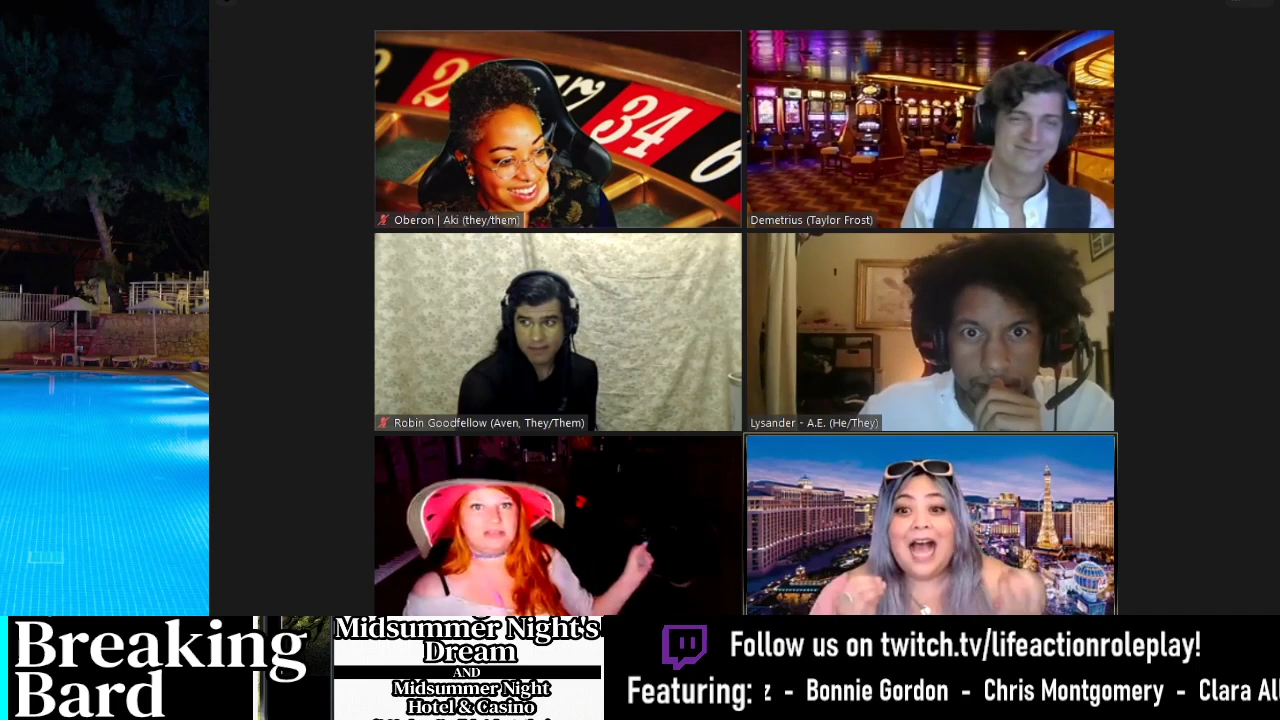 2
34
6
Oberon | Aki (they/them)
Demetrius (Taylor Frost)
Robin Goodfellow (Aven, They/Them)
Lysander - A.E. (He/They)
Breaking
Bard
Midsummer Night's
Dream
AND
Midsummer Night
Hotel & Casino
Follow us on twitch.tv/lifeactionroleplay!
Featuring: z - Bonnie Gordon - Chris Montgomery - Clara Al